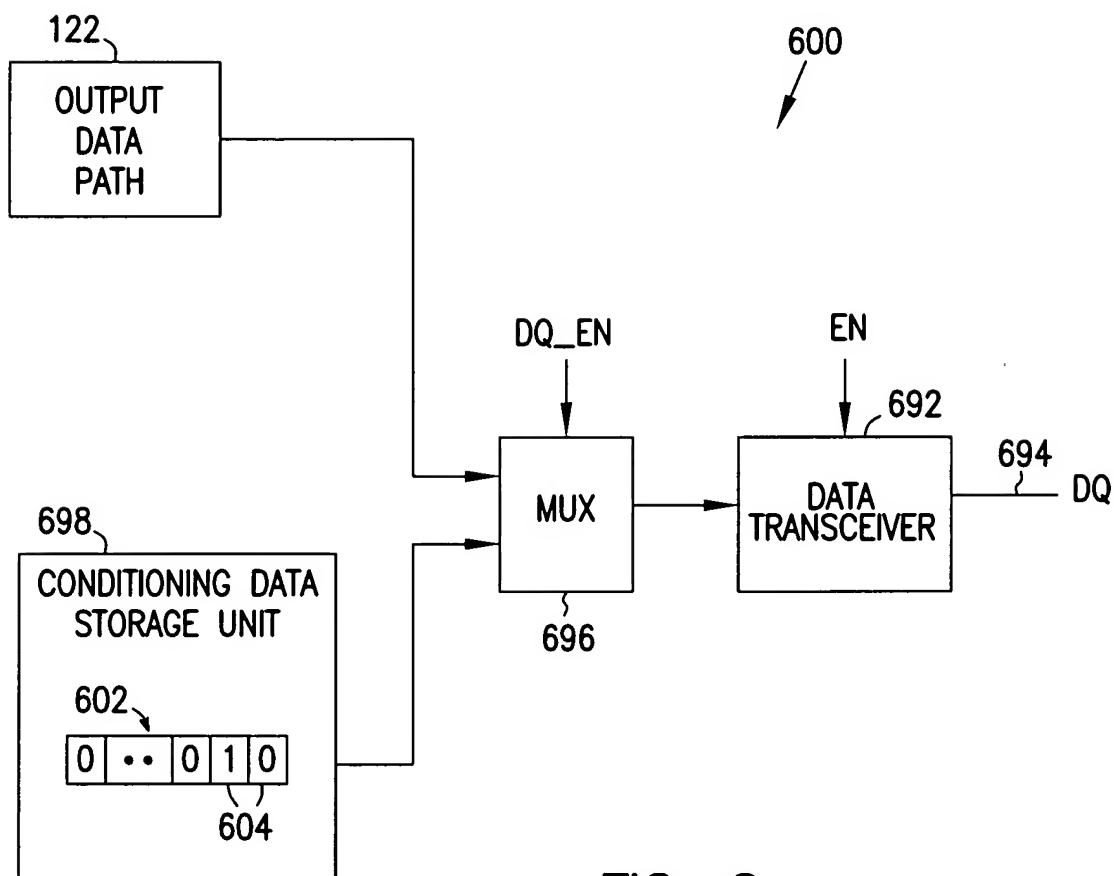 122
OUTPUT
DATA
PATH
600
DQ_EN
EN
692
MUX
696
DATA
TRANSCEIVER
694
DQ
698
CONDITIONING DATA
STORAGE UNIT
602
0 •• 0 1 0
604